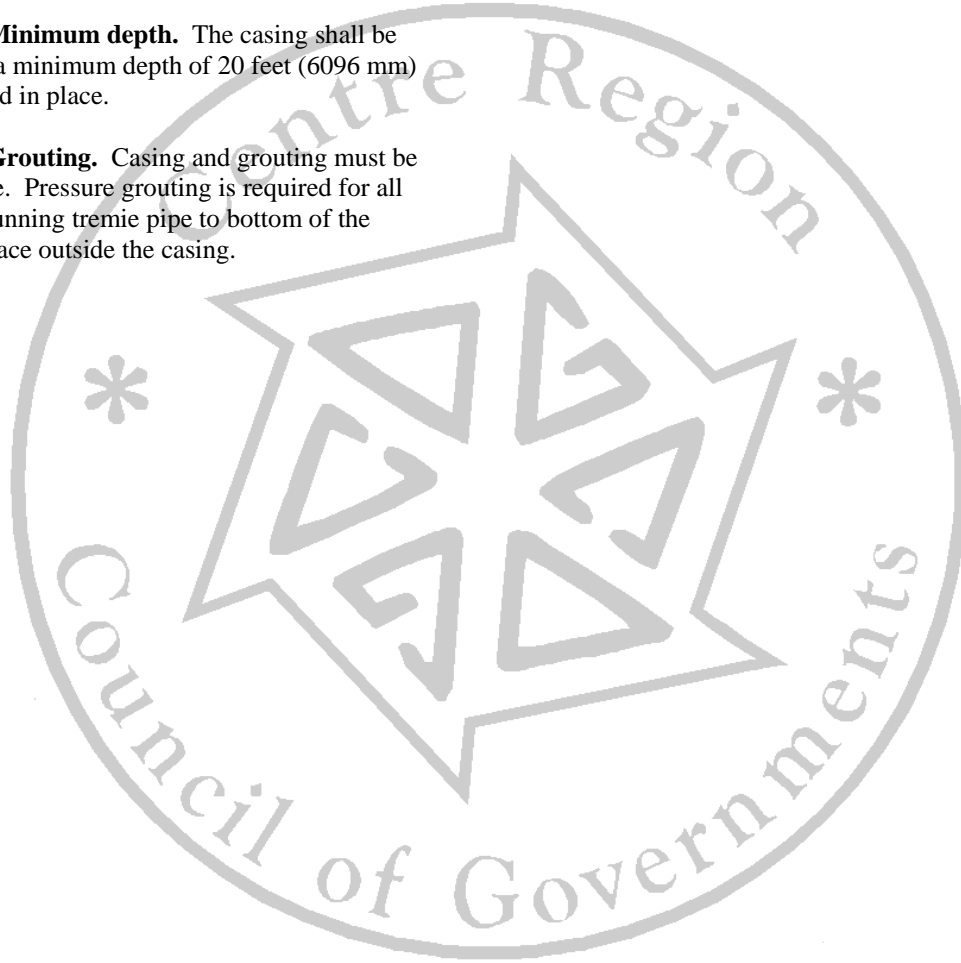 Minimum depth. The casing shall be
a minimum depth of 20 feet (6096 mm)
d in place.
Grouting. Casing and grouting must be
e. Pressure grouting is required for all
unning tremie pipe to bottom of the
ace outside the casing.
Centre Region
* *
Council of Governments